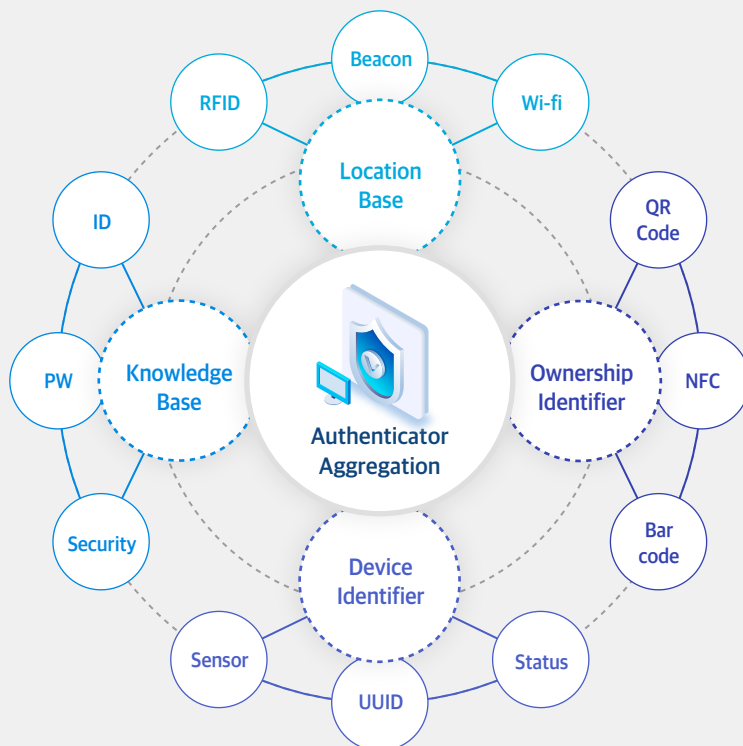 Beacon
RFID
Wi-fi
Location
Base
ID
QR
Code
Knowledge
Base
PW
Ownership
Identifier
NFC
Authenticator
Aggregation
Security
Bar
code
Device
Identifier
Sensor
Status
UUID